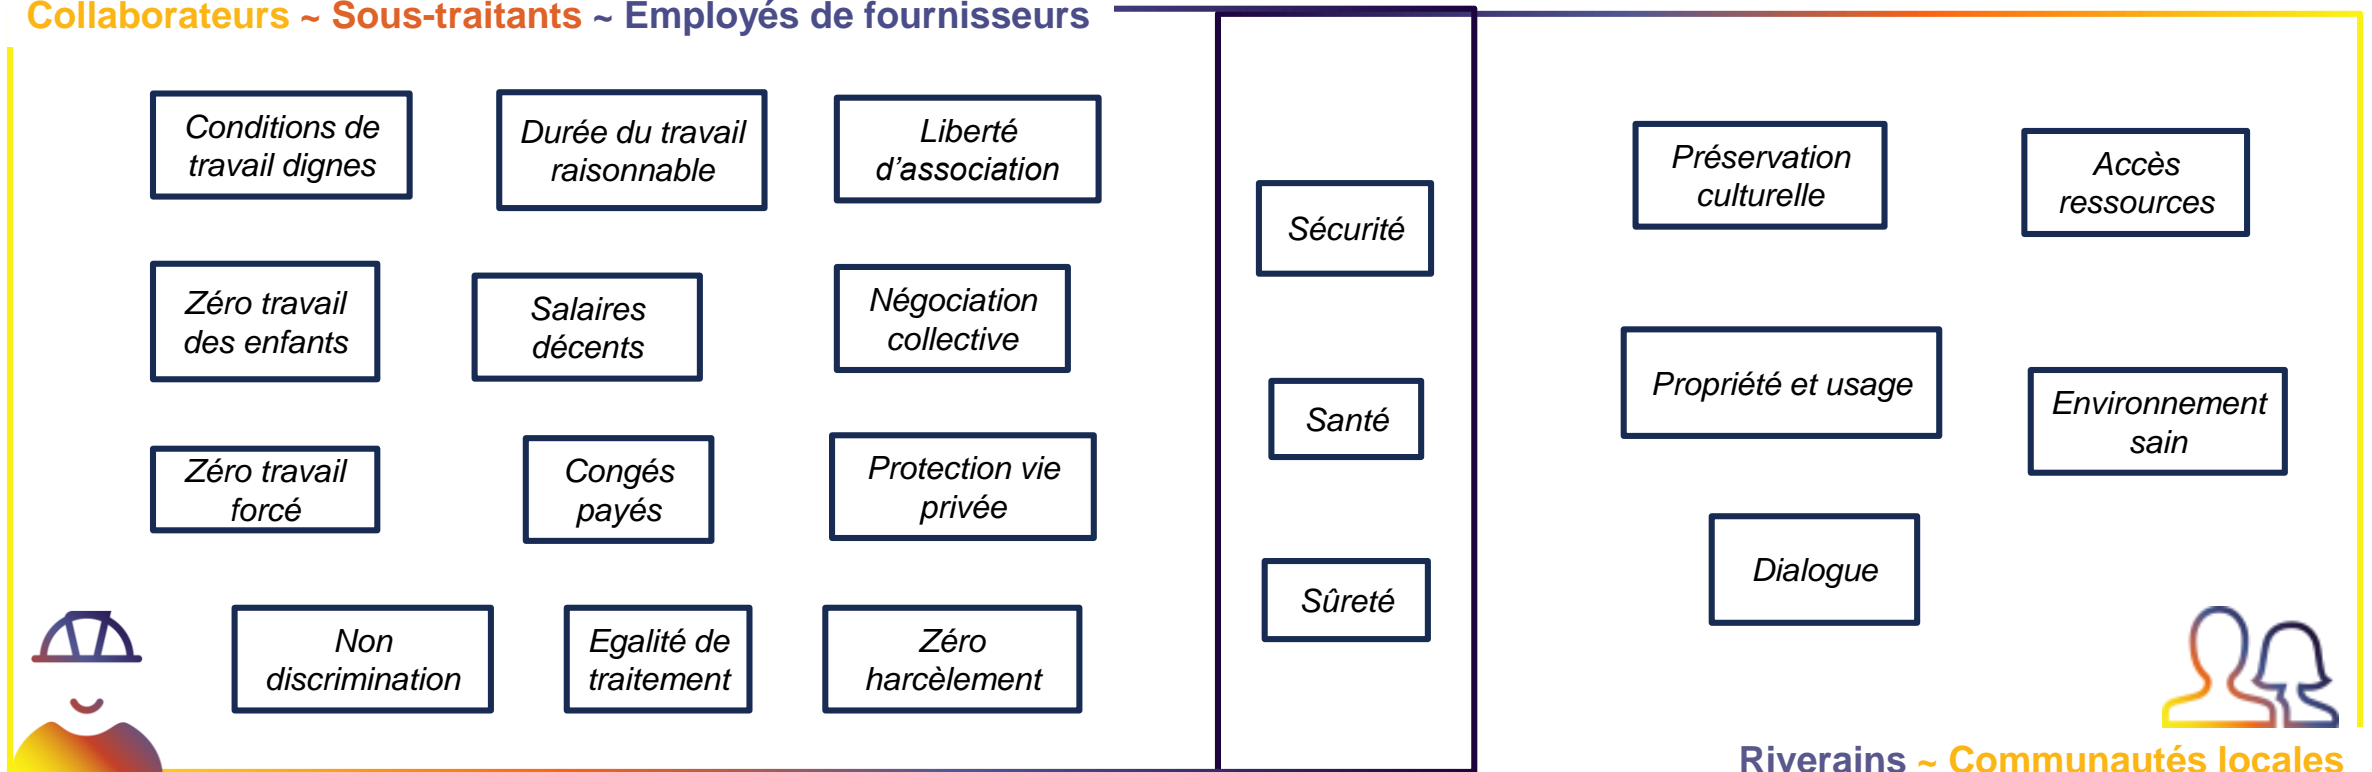 Collaborateurs ~ Sous-traitants ~ Employés de fournisseurs
Conditions de
travail dignes
Durée du travail
raisonnable
Liberté
d’association
Zéro travail
des enfants
Salaires
décents
Négociation
collective
Zéro travail
forcé
Congés
payés
Protection vie
privée
Non
discrimination
Egalité de
traitement
Zéro
harcèlement
Sécurité
Santé
Sûreté
Préservation
culturelle
Accès
ressources
Propriété et usage
Environnement
sain
Dialogue
Riverains ~ Communautés locales